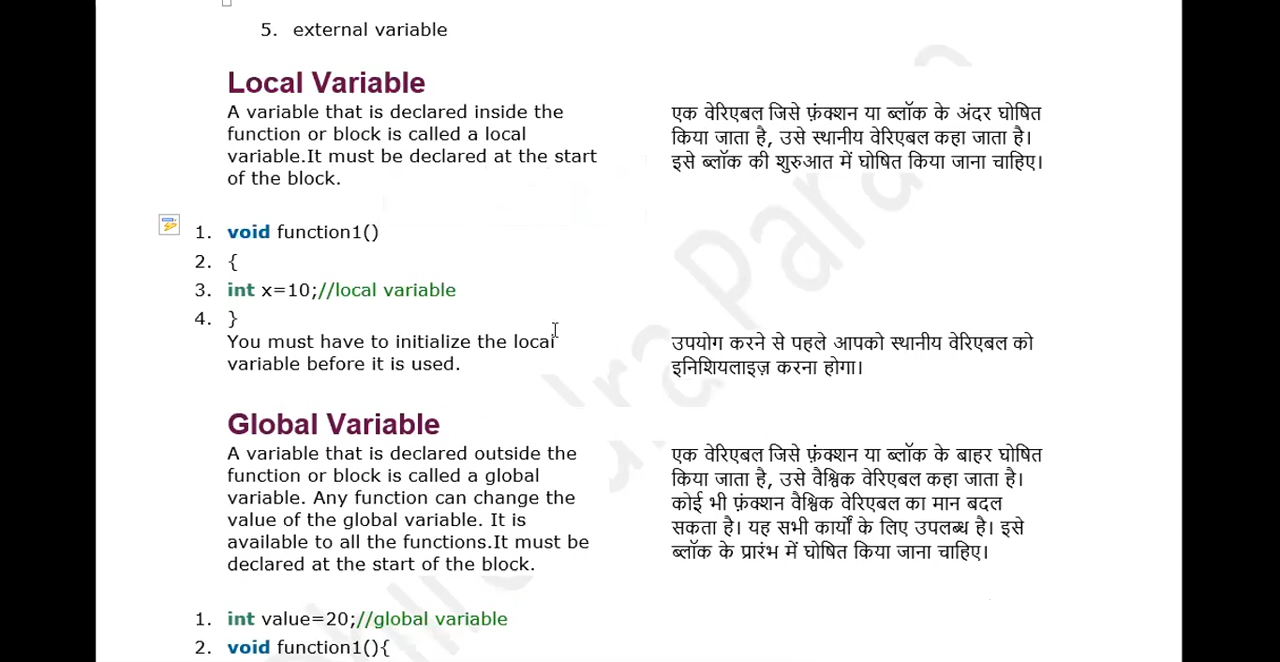 5. external variable
Local Variable
A variable that is declared inside the
function or block is called a local
variable.It must be declared at the start
of the block.
एक वेरिएबल जिसे फ़ंक्शन या ब्लॉक के अंदर घोषित
किया जाता है, उसे स्थानीय वेरिएबल कहा जाता है।
इसे ब्लॉक की शुरुआत में घोषित किया जाना चाहिए।
1. void function1()
2. {
3. int x=10;//local variable
4. }
You must have to initialize the local
variable before it is used.
उपयोग करने से पहले आपको स्थानीय वेरिएबल को
इनिशियलाइज़ करना होगा।
Global Variable
A variable that is declared outside the
function or block is called a global
variable. Any function can change the
value of the global variable. It is
available to all the functions.It must be
declared at the start of the block.
एक वेरिएबल जिसे फ़ंक्शन या ब्लॉक के बाहर घोषित
किया जाता है, उसे वैश्विक वेरिएबल कहा जाता है।
कोई भी फ़ंक्शन वैश्विक वेरिएबल का मान बदल
सकता है। यह सभी कार्यों के लिए उपलब्ध है। इसे
ब्लॉक के प्रारंभ में घोषित किया जाना चाहिए।
1. int value=20;//global variable
2. void function1(){